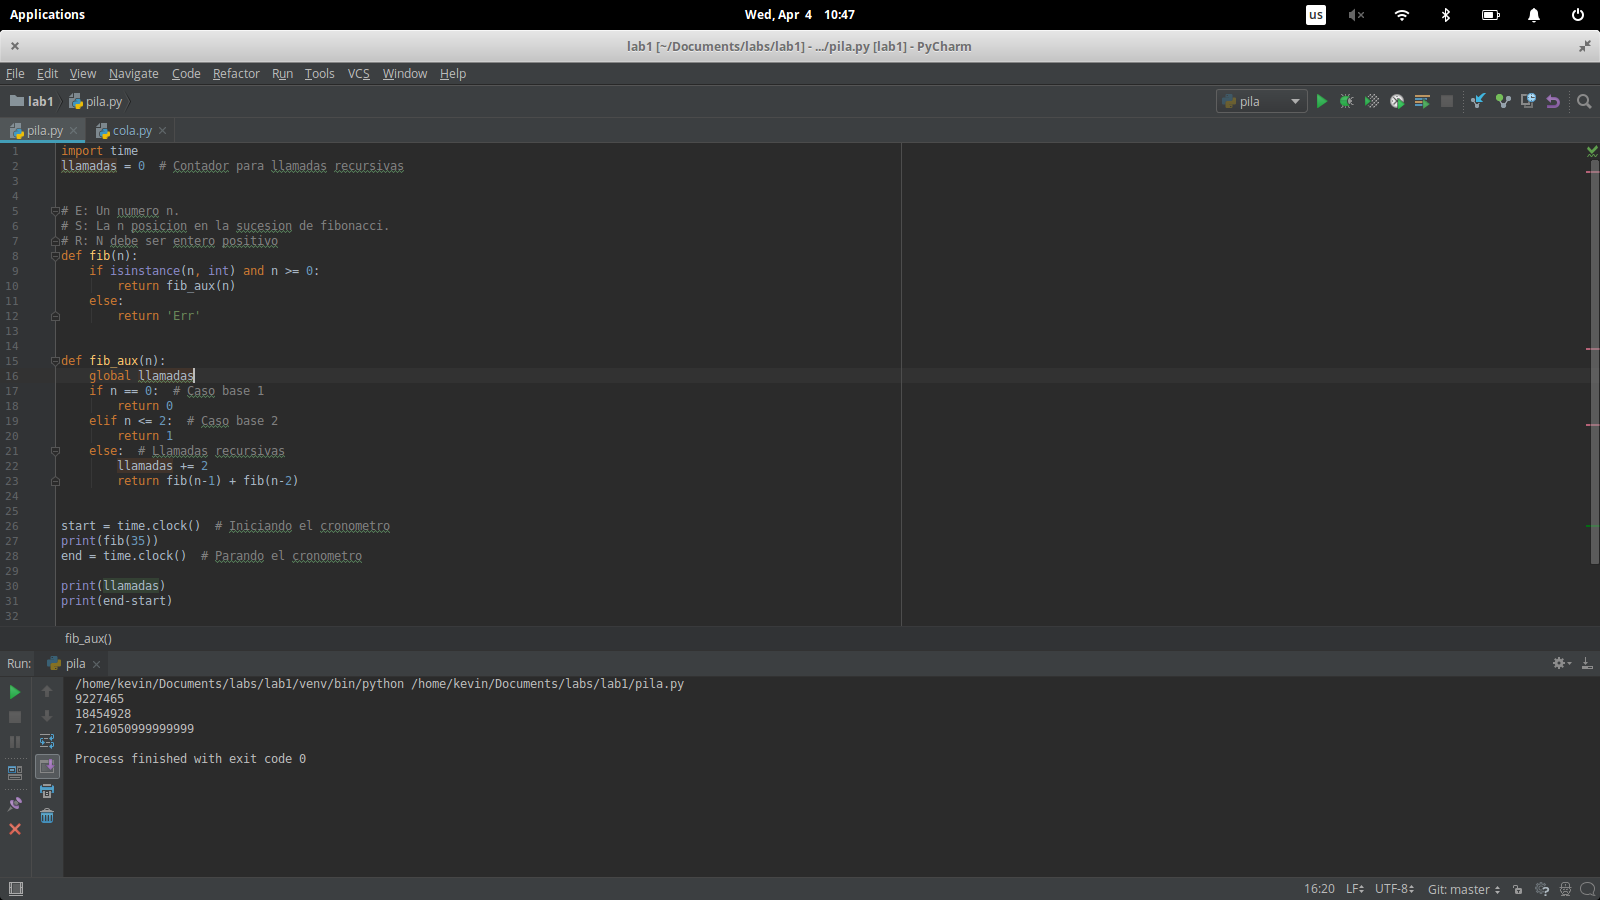 Applications
Wed, Apr 4 10:47
us
lab1 [~/Documents/labs/lab1] - .../pila.py [lab1] - PyCharm
File Edit View Navigate Code Refactor Run Tools VCS Window Help
lab1 pila.py
pila
pila.py cola.py
1 import time
2 llamadas = 0 # Contador para llamadas recursivas
3
4
5 # E: Un numero n.
6 # S: La n posicion en la sucesion de fibonacci.
7 # R: N debe ser entero positivo
8 def fib(n):
9 if isinstance(n, int) and n >= 0:
10 return fib_aux(n)
11 else:
12 return 'Err'
13
14
15 def fib_aux(n):
16 global llamadas
17 if n == 0: # Caso base 1
18 return 0
19 elif n <= 2: # Caso base 2
20 return 1
21 else: # Llamadas recursivas
22 llamadas += 2
23 return fib(n-1) + fib(n-2)
24
25
26 start = time.clock() # Iniciando el cronometro
27 print(fib(35))
28 end = time.clock() # Parando el cronometro
29
30 print(llamadas)
31 print(end-start)
32
fib_aux()
Run: pila
/home/kevin/Documents/labs/lab1/venv/bin/python /home/kevin/Documents/labs/lab1/pila.py
9227465
18454928
7.216050999999999
Process finished with exit code 0
16:20 LF UTF-8 Git: master